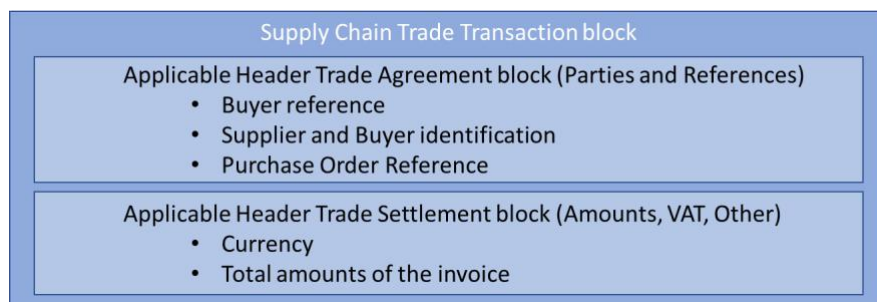 Supply Chain Trade Transaction block
Applicable Header Trade Agreement block (Parties and References)
• Buyer reference
• Supplier and Buyer identification
• Purchase Order Reference
Applicable Header Trade Settlement block (Amounts, VAT, Other)
• Currency
• Total amounts of the invoice